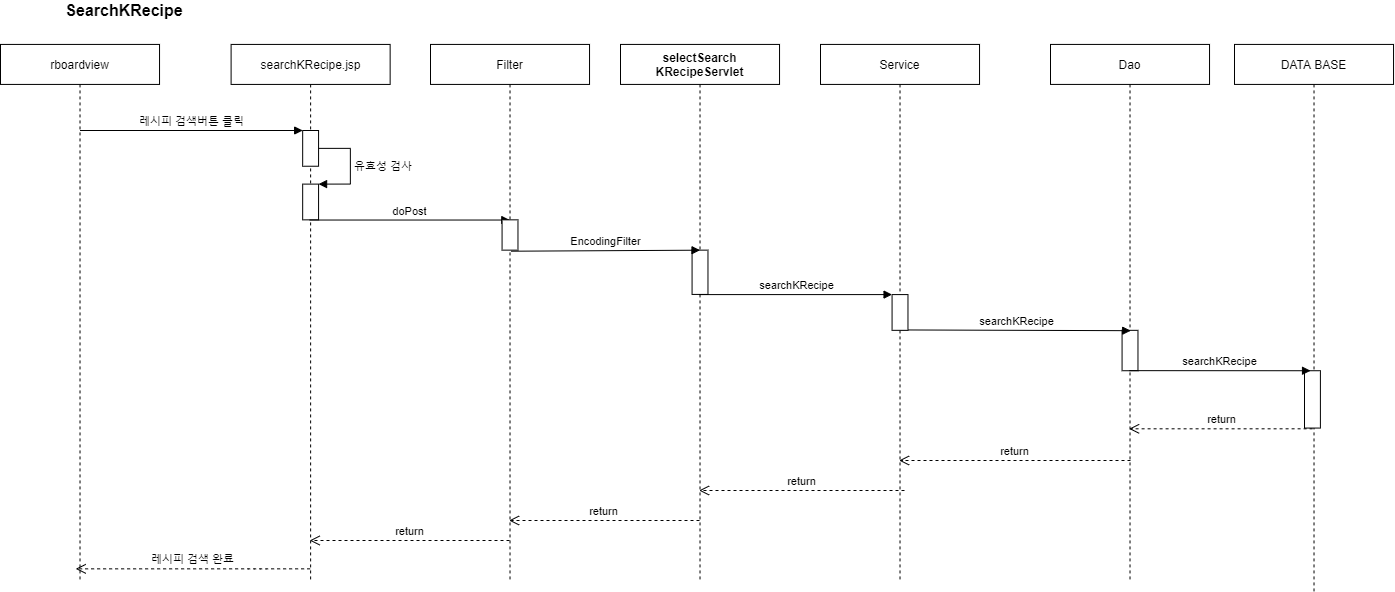 SearchKRecipe
rboardview
searchKRecipe.jsp
Filter
selectSearch
KRecipeServlet
Service
Dao
DATA BASE
레시피 검색버튼 클릭
유효성 검사
doPost
EncodingFilter
searchKRecipe
searchKRecipe
searchKRecipe
return
return
return
return
return
레시피 검색 완료